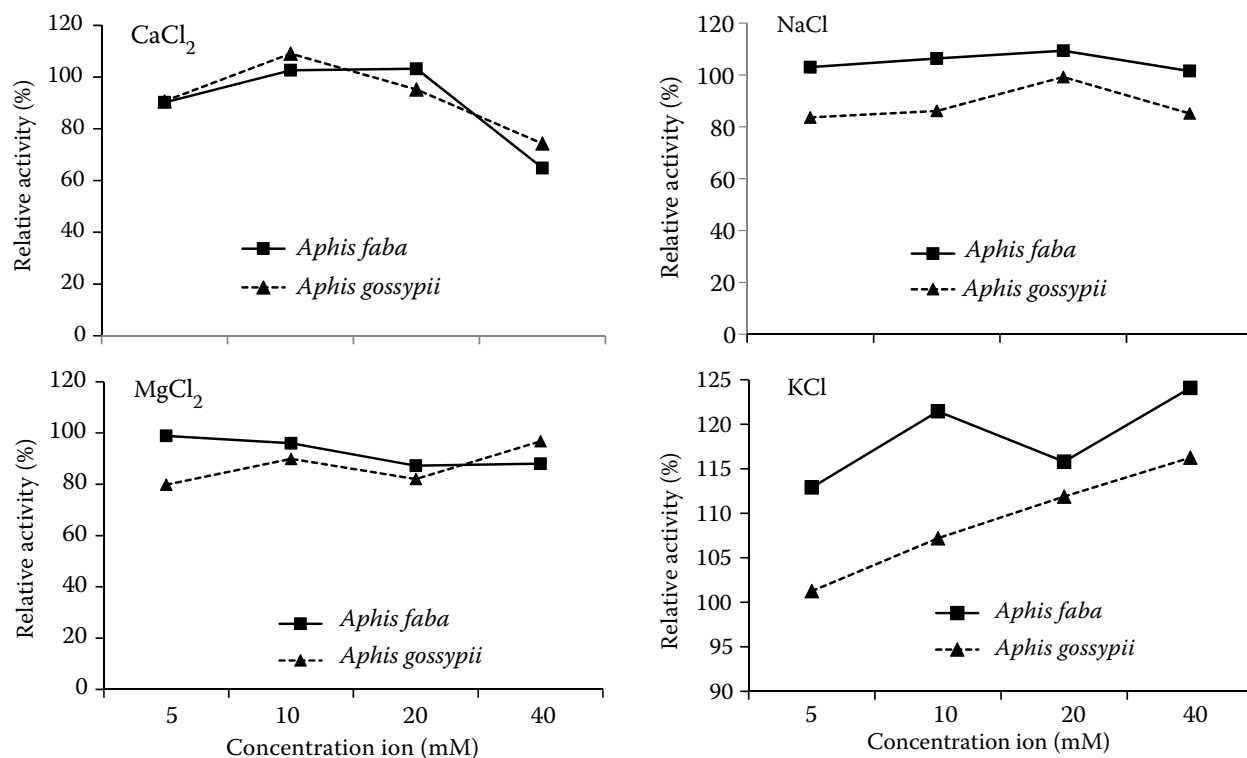 CaCl2
Relative activity (%)
120
100
80
60
40
20
0
Aphis faba
Aphis gossypii
NaCl
Relative activity (%)
120
100
80
60
40
20
0
Aphis faba
Aphis gossypii
MgCl2
Relative activity (%)
120
100
80
60
40
20
0
Aphis faba
Aphis gossypii
5 10 20 40
Concentration ion (mM)
KCl
Relative activity (%)
125
120
115
110
105
100
95
90
Aphis faba
Aphis gossypii
5 10 20 40
Concentration ion (mM)